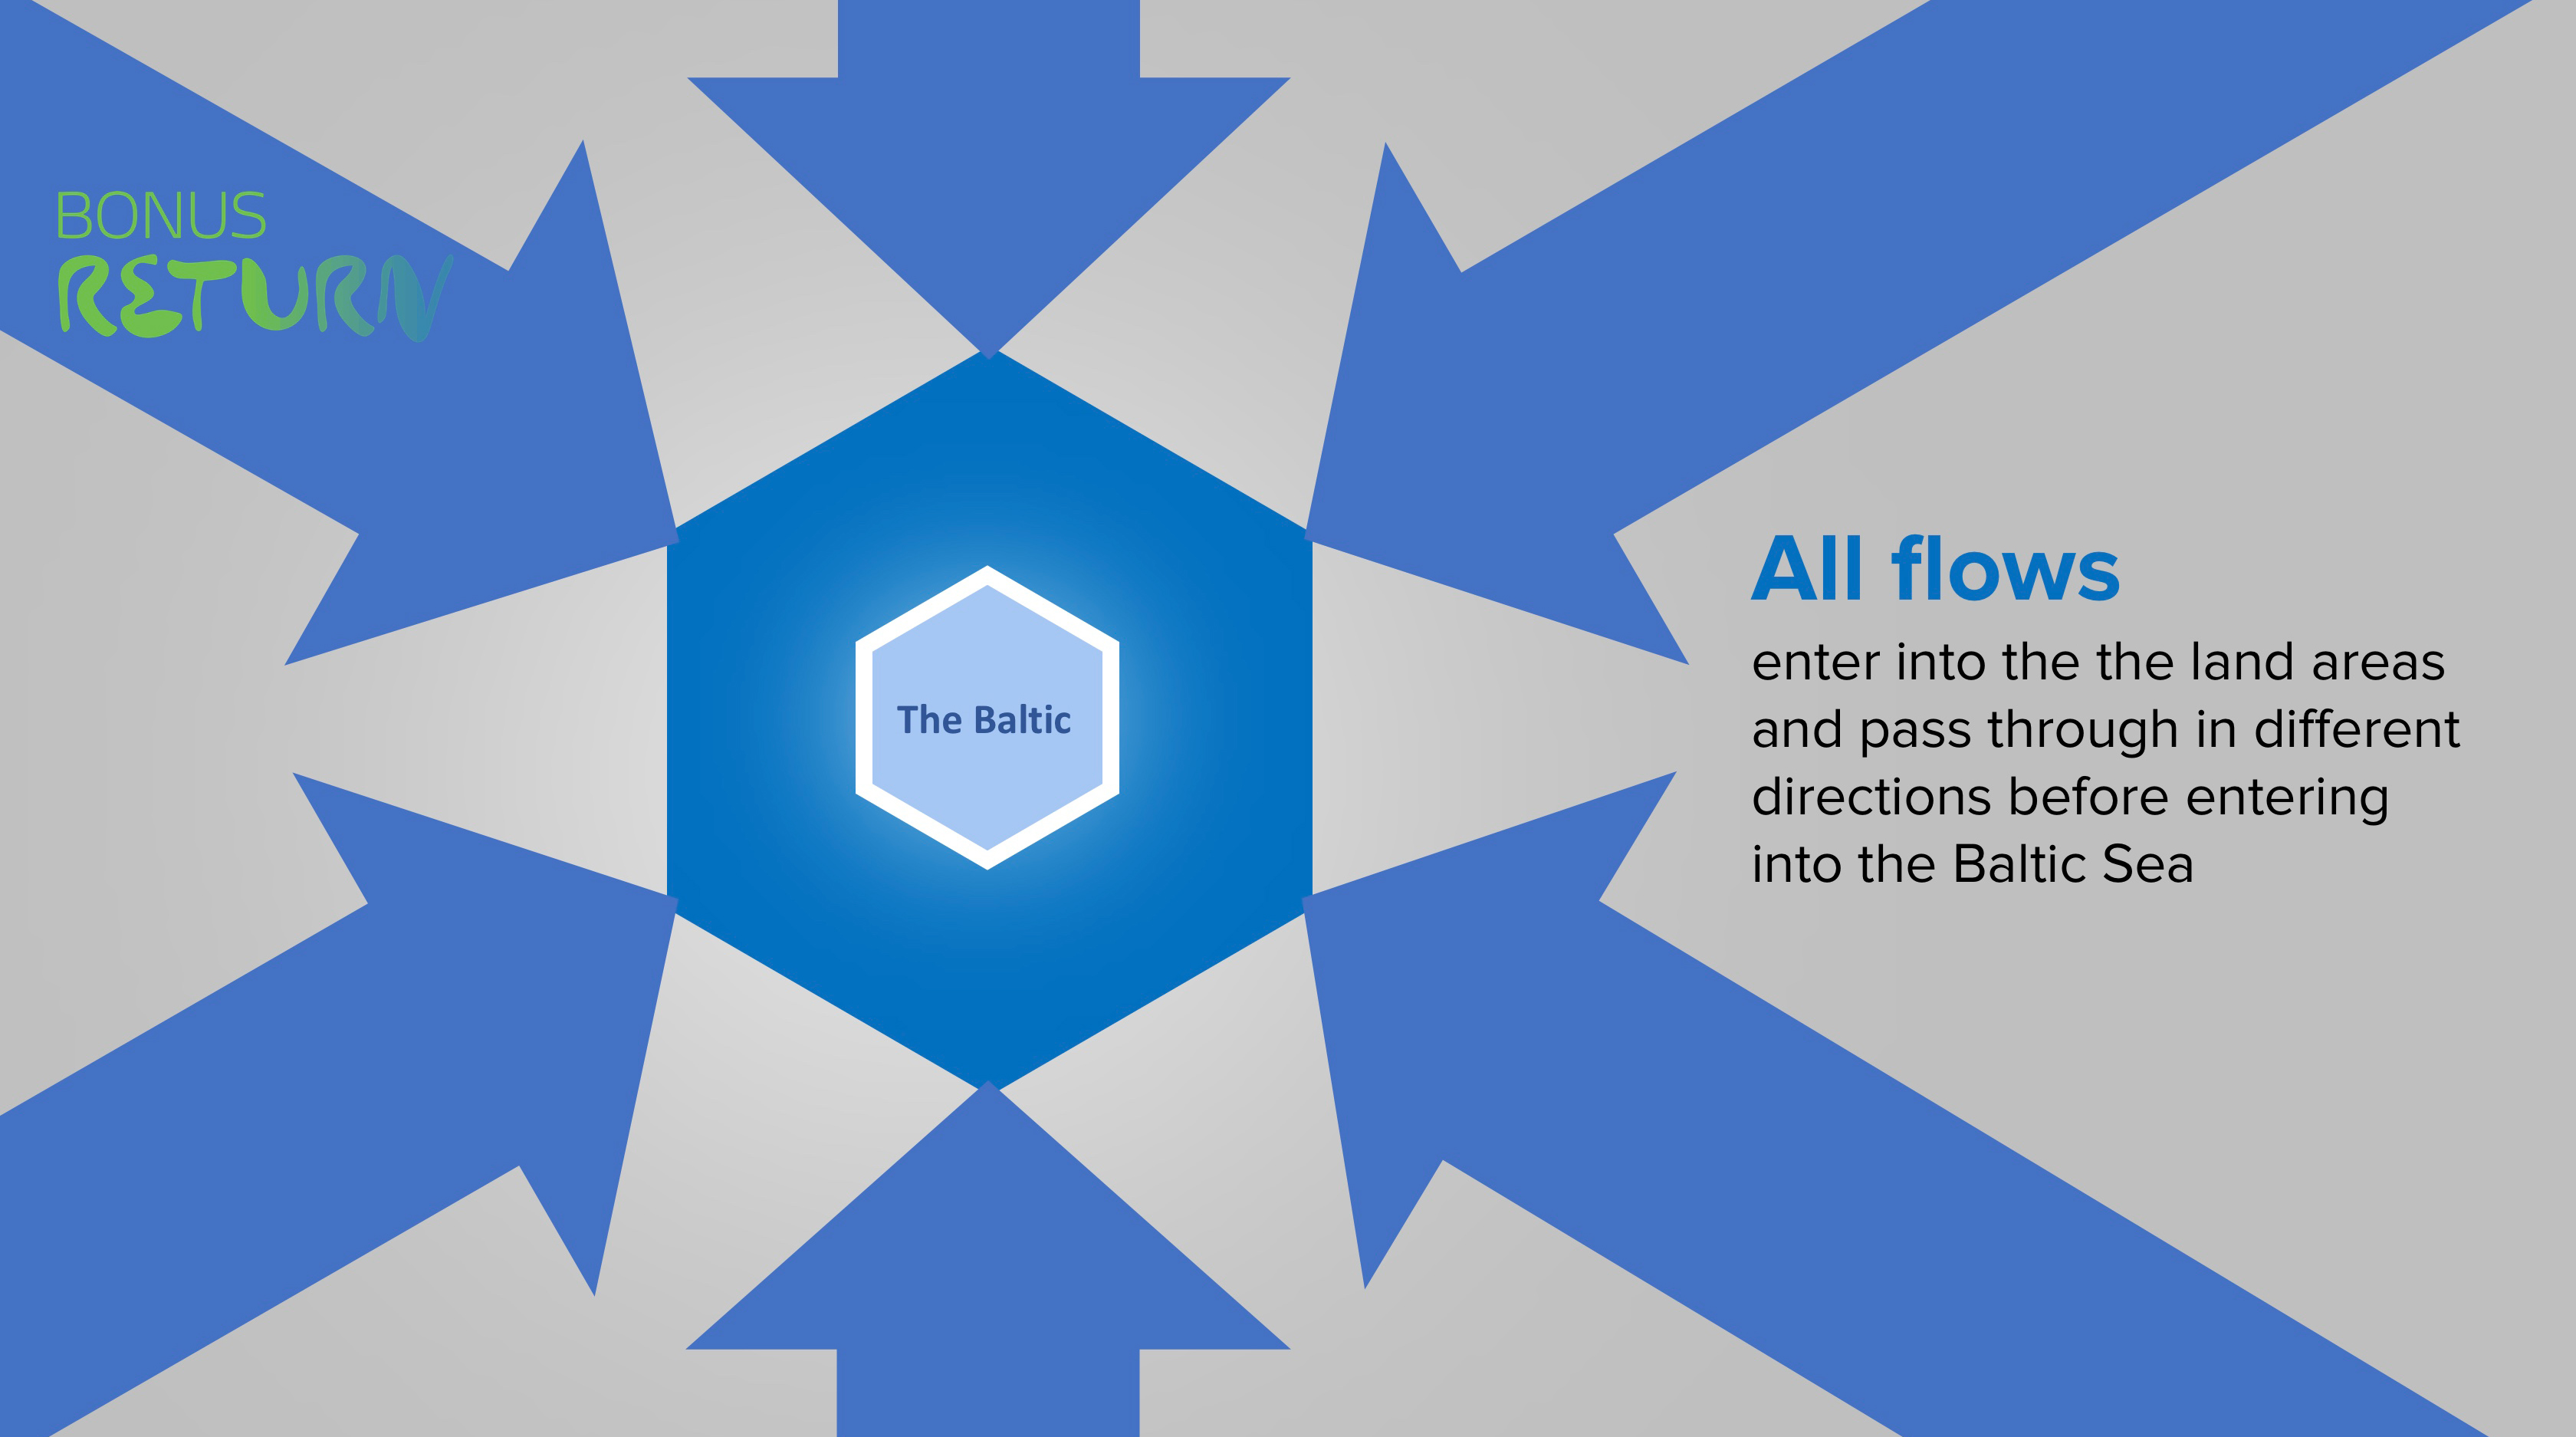 BONUS
RETURN
The Baltic
All flows
enter into the the land areas
and pass through in different
directions before entering
into the Baltic Sea